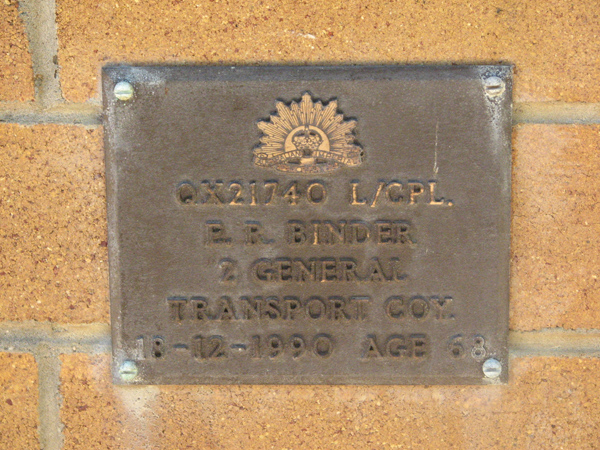 QX21740 L/CPL.
E. R. BINDER
2 GENERAL
TRANSPORT COY.
18-12-1990 AGE 68